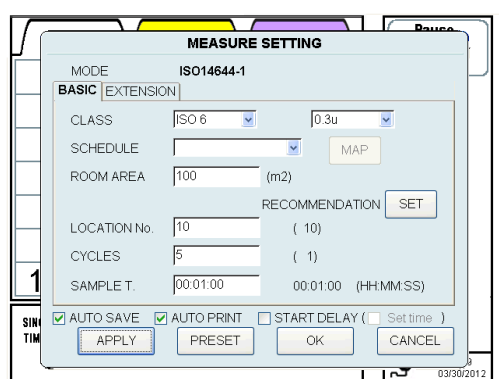 Pause
MEASURE SETTING
MODE ISO14644-1
BASIC EXTENSION
CLASS ISO 6 0.3u
SCHEDULE MAP
ROOM AREA 100 (m2)
RECOMMENDATION SET
LOCATION No. 10 ( 10)
CYCLES 5 ( 1)
SAMPLE T. 00:01:00 00:01:00 (HH:MM:SS)
1
AUTO SAVE AUTO PRINT START DELAY ( Set time )
TIM
APPLY PRESET OK CANCEL
03/30/2012